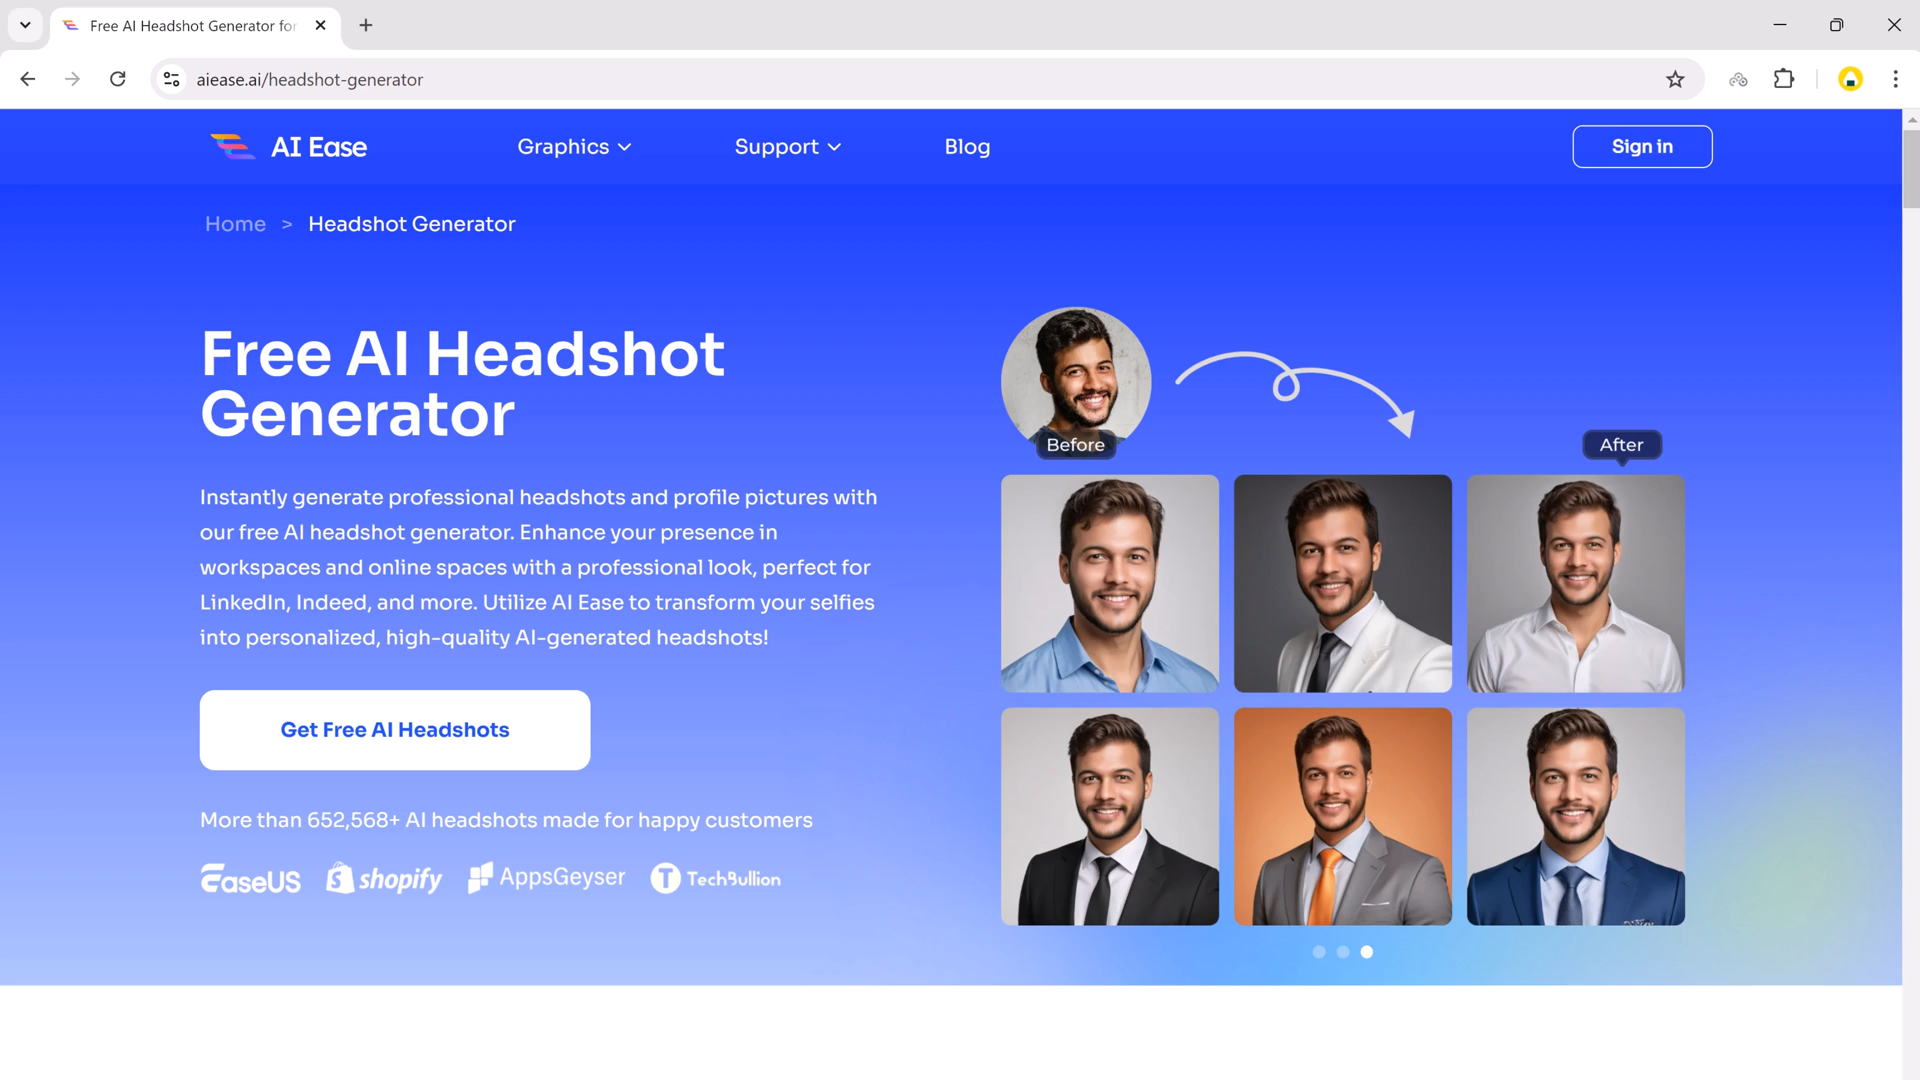 Free AI Headshot Generator for
aiease.ai/headshot-generator
AI Ease
Graphics
Support
Blog
Sign in
Home > Headshot Generator
Free AI Headshot
Generator
Instantly generate professional headshots and profile pictures with
our free AI headshot generator. Enhance your presence in
workspaces and online spaces with a professional look, perfect for
LinkedIn, Indeed, and more. Utilize AI Ease to transform your selfies
into personalized, high-quality AI-generated headshots!
Get Free AI Headshots
More than 652,568+ AI headshots made for happy customers
EaseUS
shopify
AppsGeyser
TechBullion
Before
After